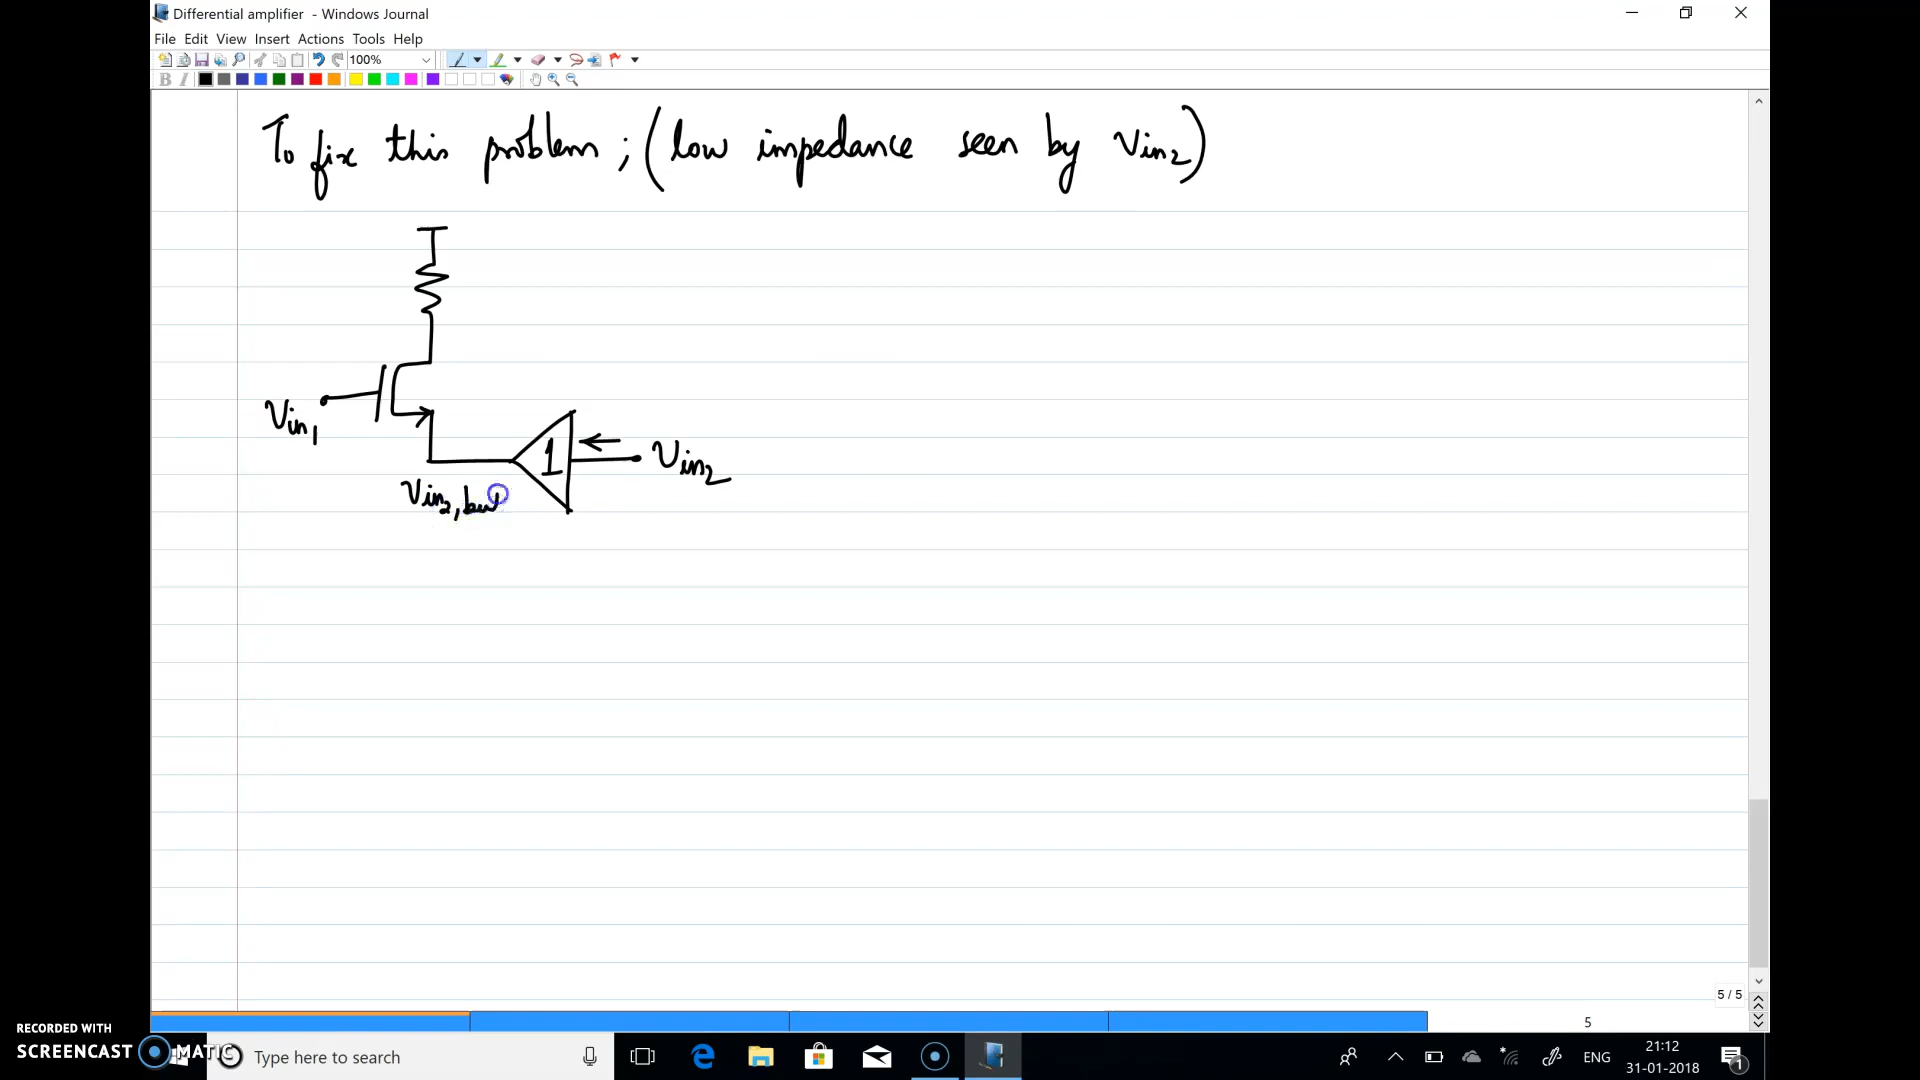 Differential amplifier - Windows Journal
File Edit View Insert Actions Tools Help
100%
B i
To fix this problem ; (low impedance seen by Vin2)
Vin1
1
Vin2
Vin2, bu
5 / 5
5
RECORDED WITH
SCREENCAST MATIC
Type here to search
ENG
21:12
31-01-2018
1